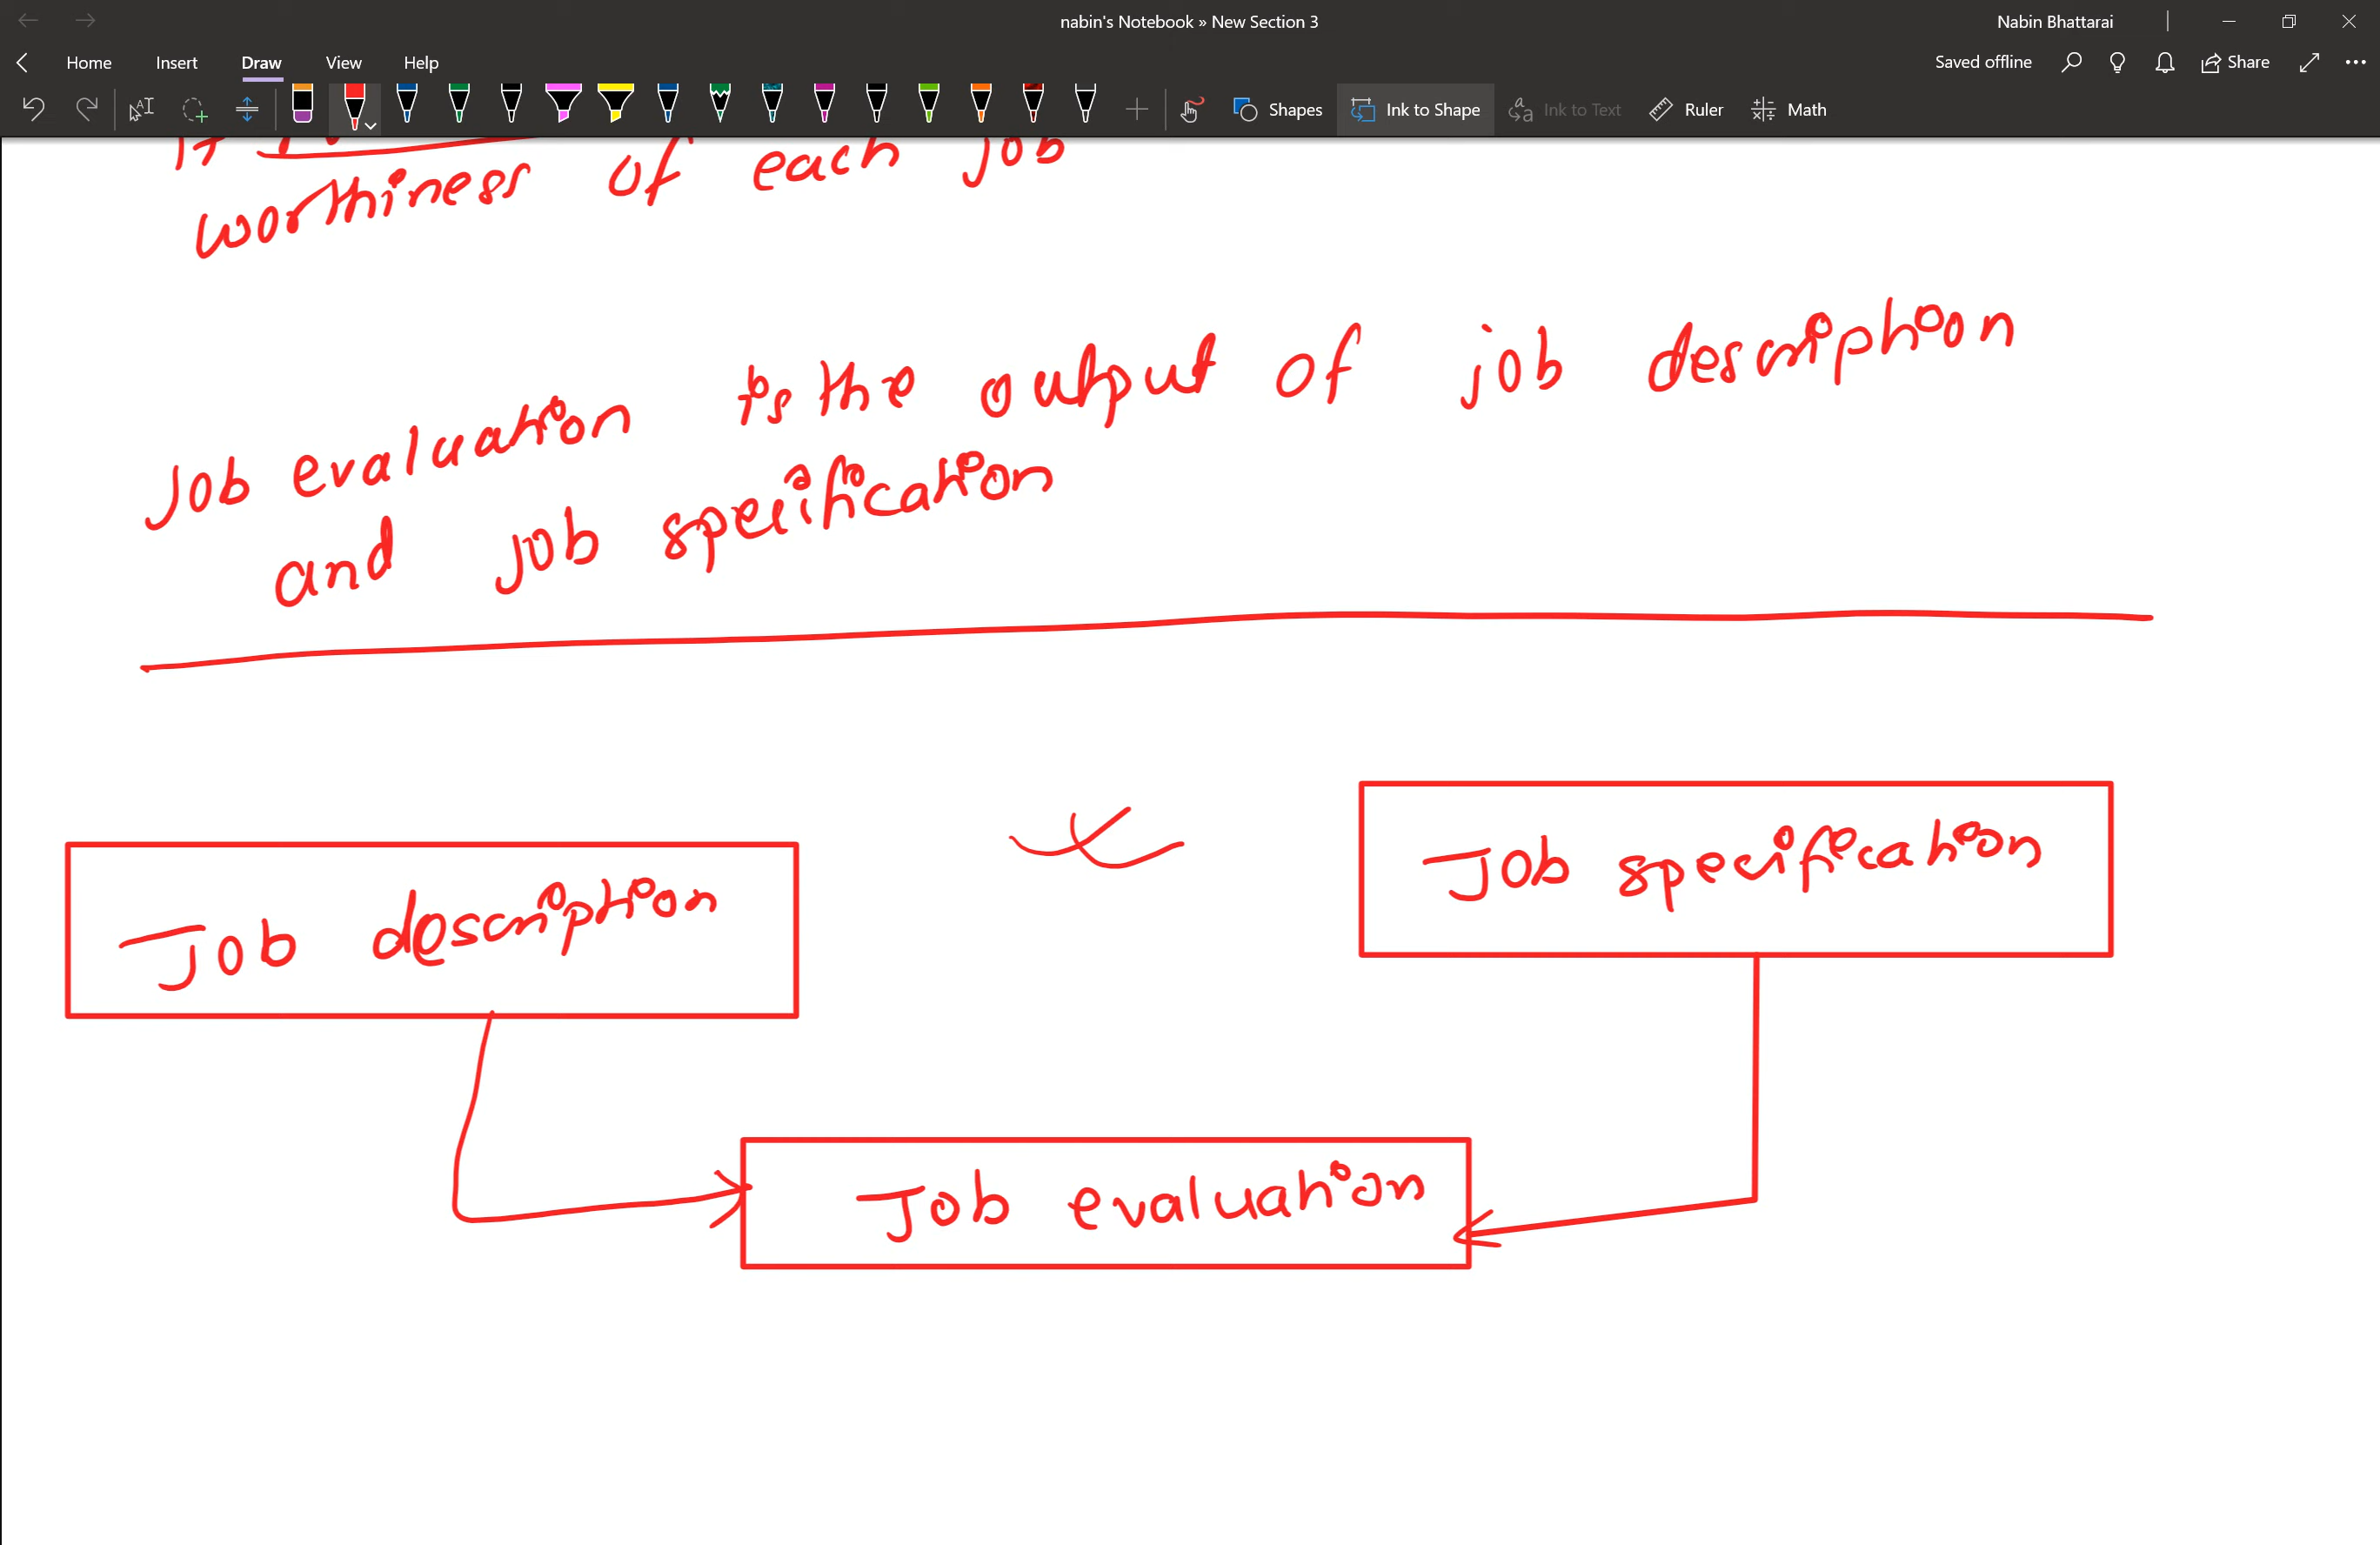 nabin's Notebook » New Section 3
Nabin Bhattarai
Home Insert Draw View Help
Saved offline
Share
Shapes
Ink to Shape
Ink to Text
Ruler
Math
worthiness of each job
Job evaluation is the output of job description
and job specification
Job description
Job specification
Job evaluation